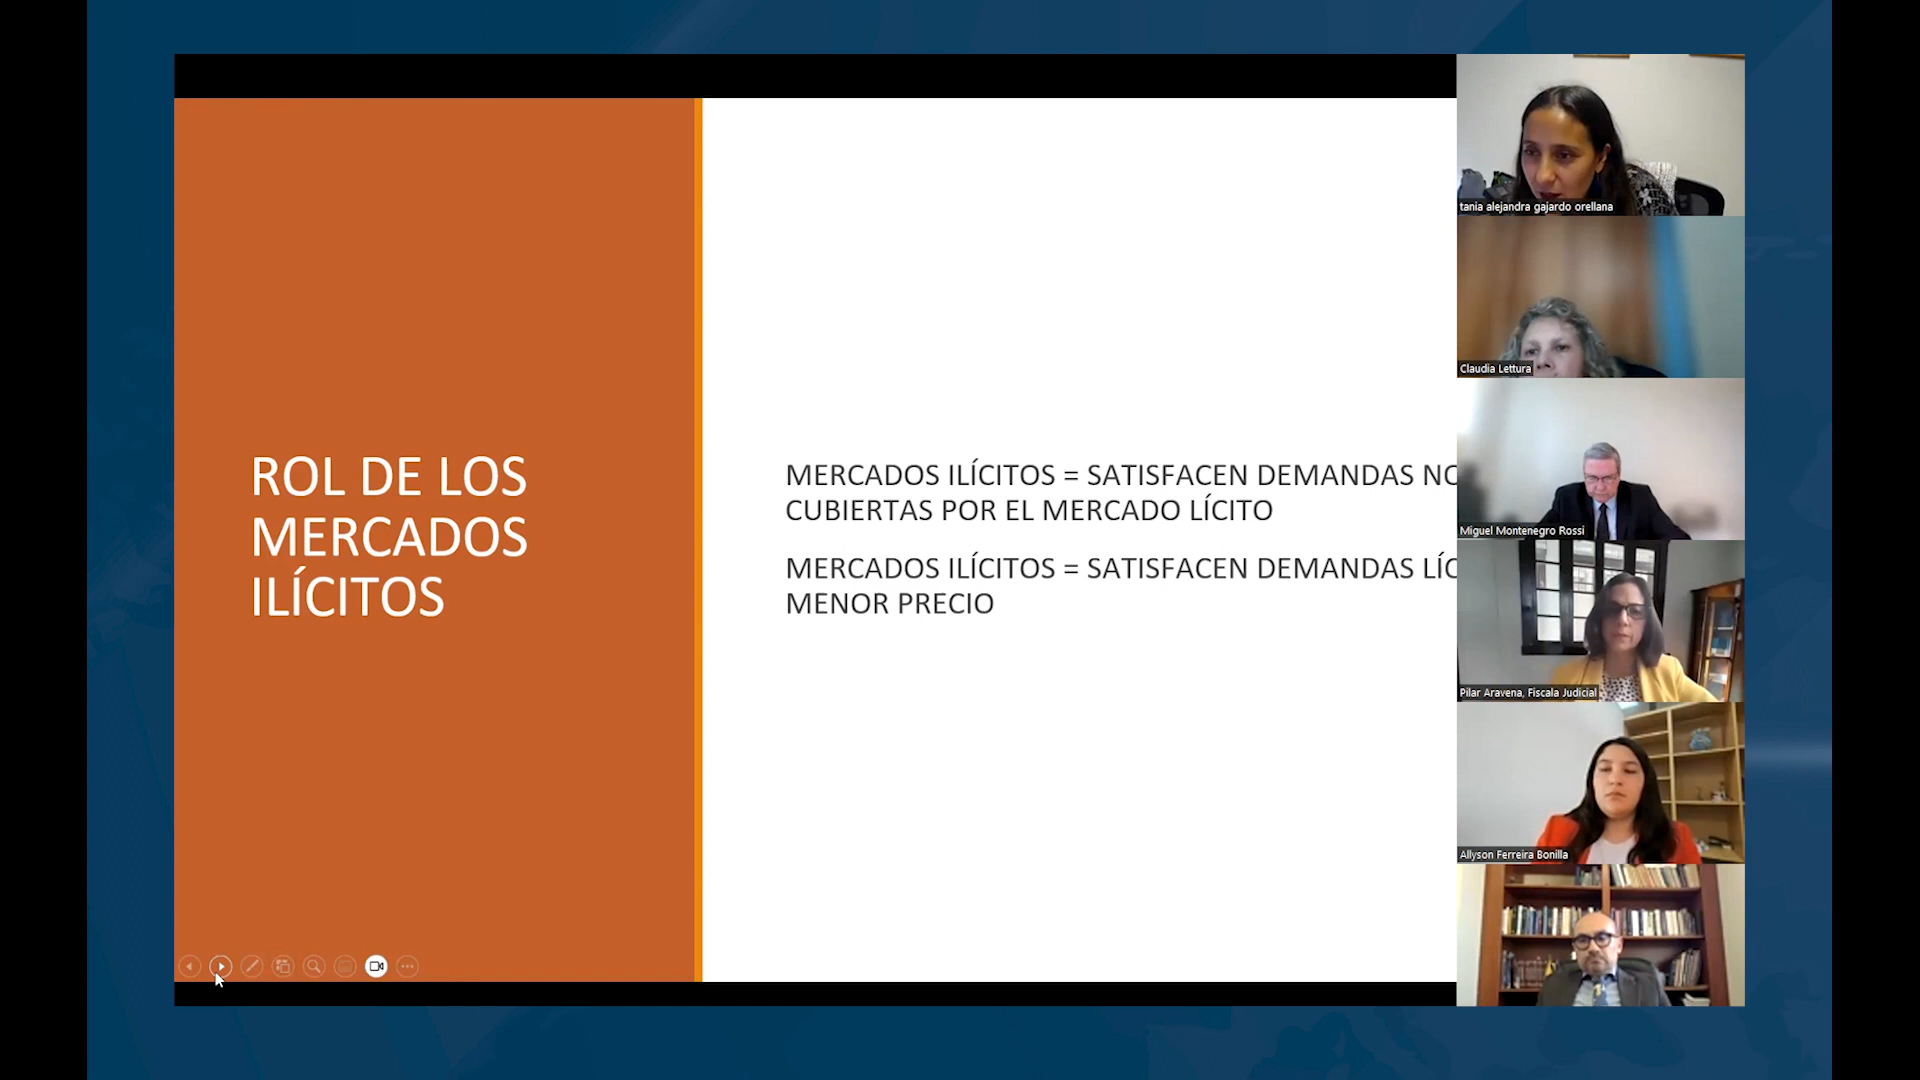 ROL DE LOS
MERCADOS
ILÍCITOS
MERCADOS ILÍCITOS = SATISFACEN DEMANDAS NO
CUBIERTAS POR EL MERCADO LÍCITO
MERCADOS ILÍCITOS = SATISFACEN DEMANDAS LÍC
MENOR PRECIO
tania alejandra gajardo orellana
Claudia Lettura
Miguel Montenegro Rossi
Pilar Aravena, Fiscala Judicial
Allyson Ferreira Bonilla